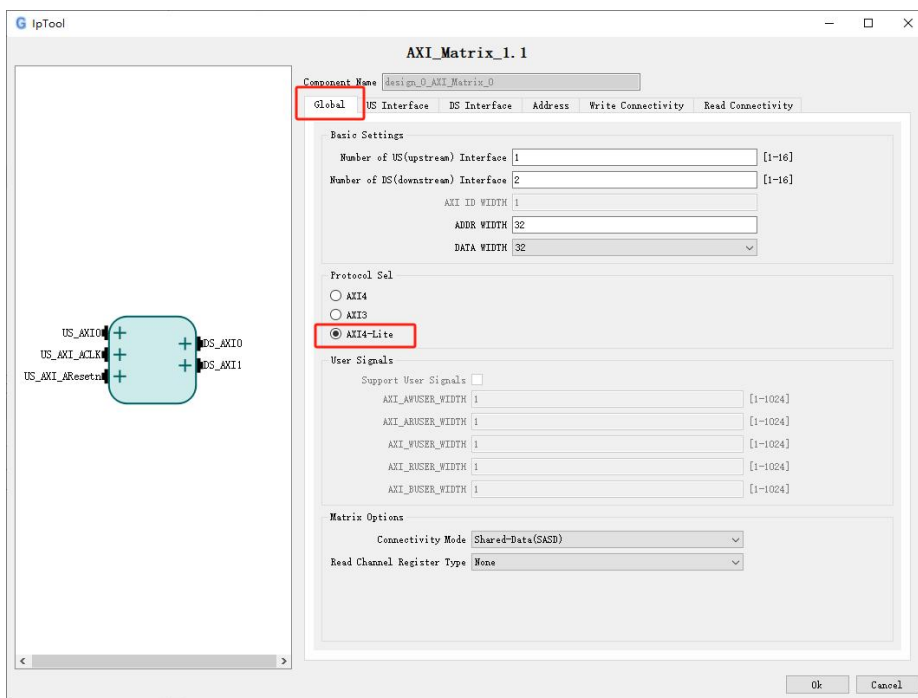 G IpTool
AXI_Matrix_1.1
Component Name design_0_AXI_Matrix_0
Global US Interface DS Interface Address Write Connectivity Read Connectivity
Basic Settings
Number of US(upstream) Interface 1 [1-16]
Number of DS(downstream) Interface 2 [1-16]
AXI ID WIDTH 1
ADDR WIDTH 32
DATA WIDTH 32
Protocol Sel
AXI4
AXI3
AXI4-Lite
US_AXI0
US_AXI_ACLK
US_AXI_AResetn
DS_AXI0
DS_AXI1
User Signals
Support User Signals
AXI_AWUSER_WIDTH 1 [1-1024]
AXI_ARUSER_WIDTH 1 [1-1024]
AXI_WUSER_WIDTH 1 [1-1024]
AXI_RUSER_WIDTH 1 [1-1024]
AXI_BUSER_WIDTH 1 [1-1024]
Matrix Options
Connectivity Mode Shared-Data(SASD)
Read Channel Register Type None
Ok Cancel